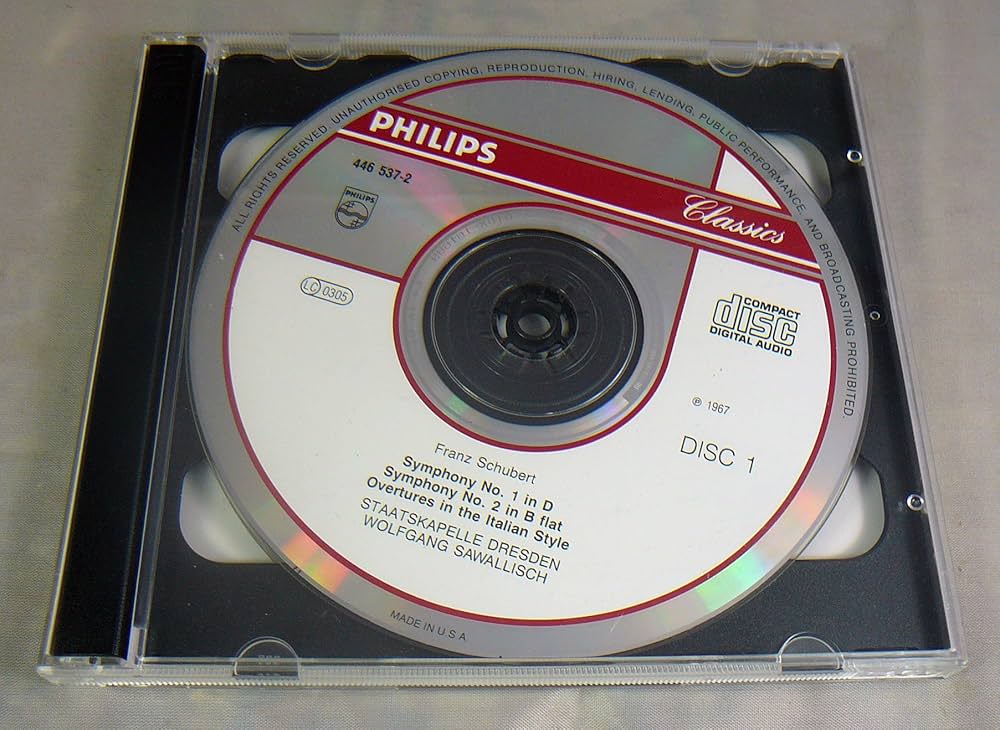 ALL RIGHTS RESERVED. UNAUTHORISED COPYING, REPRODUCTION, HIRING, LENDING, PUBLIC PERFORMANCE AND BROADCASTING PROHIBITED.
PHILIPS
Classics
446 537-2
PHILIPS
LC 0305
COMPACT
disc
DIGITAL AUDIO
℗ 1967
DISC 1
Franz Schubert
Symphony No. 1 in D
Symphony No. 2 in B flat
Overtures in the Italian Style
STAATSKAPELLE DRESDEN
WOLFGANG SAWALLISCH
MADE IN U.S.A